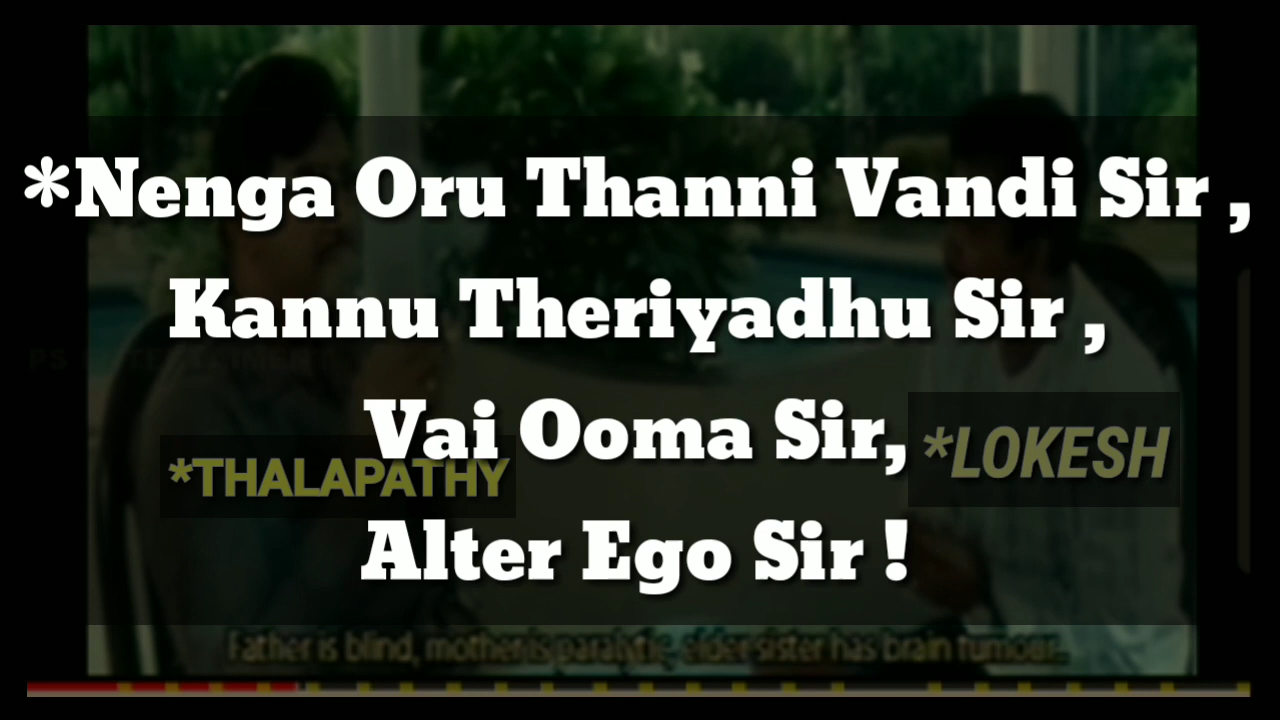 *Nenga Oru Thanni Vandi Sir ,
Kannu Theriyadhu Sir ,
Vai Ooma Sir,
*LOKESH
*THALAPATHY
Alter Ego Sir !
Father is blind, mother is paralytic, elder sister has brain tumour..